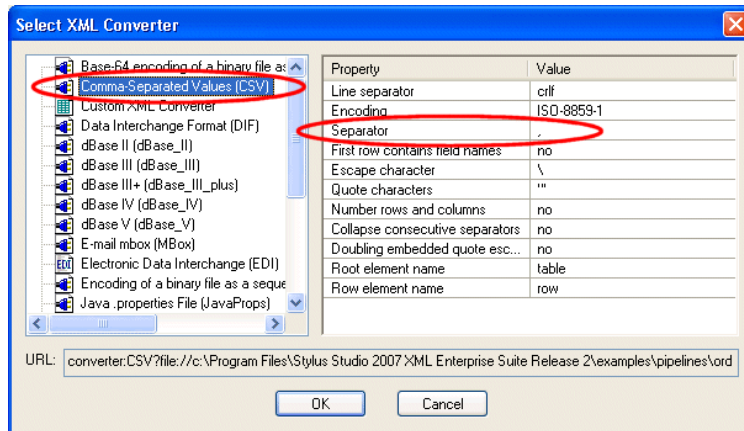 Select XML Converter
Base-64 encoding of a binary file as
Comma-Separated Values (CSV)
Custom XML Converter
Data Interchange Format (DIF)
dBase II (dBase_II)
dBase III (dBase_III)
dBase III+ (dBase_III_plus)
dBase IV (dBase_IV)
dBase V (dBase_V)
E-mail mbox (MBox)
EDI Electronic Data Interchange (EDI)
Encoding of a binary file as a seque
Java .properties File (JavaProps)
Property Value
Line separator crlf
Encoding ISO-8859-1
Separator ,
First row contains field names no
Escape character \
Quote characters '"
Number rows and columns no
Collapse consecutive separators no
Doubling embedded quote esc... no
Root element name table
Row element name row
URL: converter:CSV?file://c:\Program Files\Stylus Studio 2007 XML Enterprise Suite Release 2\examples\pipelines\ord
OK Cancel